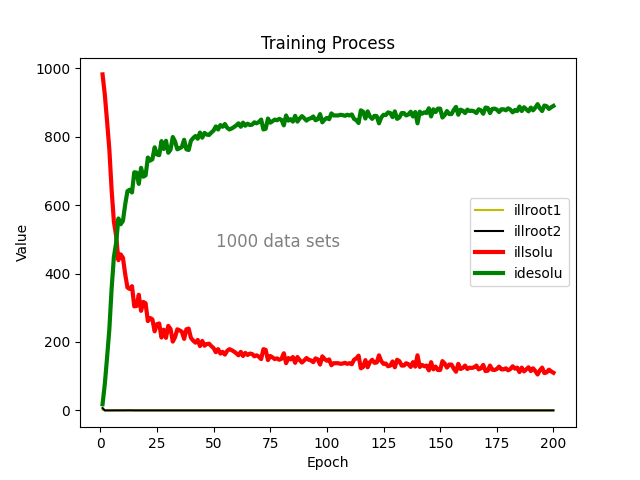 Training Process
1000
800
600
400
200
0
Value
1000 data sets
illroot1
illroot2
illsolu
idesolu
0 25 50 75 100 125 150 175 200
Epoch